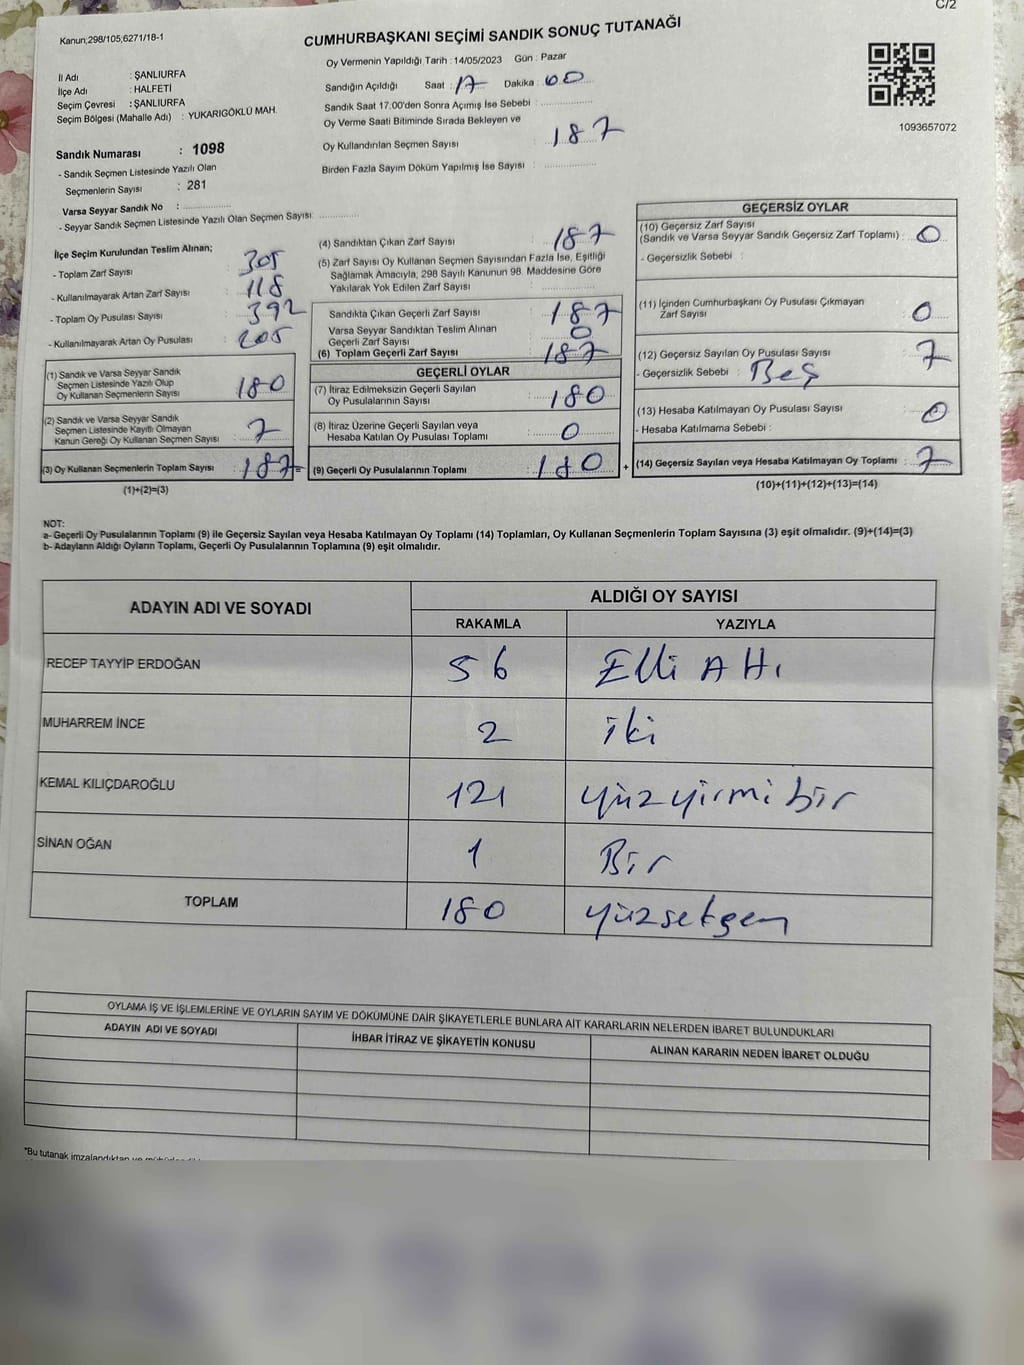 C/2
Kanun;298/105;6271/18-1
CUMHURBAŞKANI SEÇİMİ SANDIK SONUÇ TUTANAĞI
Oy Vermenin Yapıldığı Tarih : 14/05/2023 Gün : Pazar
İl Adı : ŞANLIURFA
İlçe Adı : HALFETİ
Seçim Çevresi : ŞANLIURFA
Seçim Bölgesi (Mahalle Adı) : YUKARIGÖKLÜ MAH.
Sandığın Açıldığı Saat : 17 Dakika : 00
Sandık Saat 17:00'den Sonra Açımış İse Sebebi :
Oy Verme Saati Bitiminde Sırada Bekleyen ve
Oy Kullandırılan Seçmen Sayısı : 187
Birden Fazla Sayım Döküm Yapılmış İse Sayısı :
1093657072
Sandık Numarası : 1098
- Sandık Seçmen Listesinde Yazılı Olan
Seçmenlerin Sayısı : 281
Varsa Seyyar Sandık No :
- Seyyar Sandık Seçmen Listesinde Yazılı Olan Seçmen Sayısı :
İlçe Seçim Kurulundan Teslim Alınan;
- Toplam Zarf Sayısı : 305
- Kullanılmayarak Artan Zarf Sayısı : 118
- Toplam Oy Pusulası Sayısı : 392
- Kullanılmayarak Artan Oy Pusulası : 205
(1) Sandık ve Varsa Seyyar Sandık
Seçmen Listesinde Yazılı Olup
Oy Kullanan Seçmenlerin Sayısı : 180
(2) Sandık ve Varsa Seyyar Sandık
Seçmen Listesinde Kayıtlı Olmayan
Kanun Gereği Oy Kullanan Seçmen Sayısı : 7
(3) Oy Kullanan Seçmenlerin Toplam Sayısı : 187
(1)+(2)=(3)
(4) Sandıktan Çıkan Zarf Sayısı : 187
(5) Zarf Sayısı Oy Kullanan Seçmen Sayısından Fazla İse, Eşitliği
Sağlamak Amacıyla, 298 Sayılı Kanunun 98. Maddesine Göre
Yakılarak Yok Edilen Zarf Sayısı :
Sandıkta Çıkan Geçerli Zarf Sayısı : 187
Varsa Seyyar Sandıktan Teslim Alınan
Geçerli Zarf Sayısı : 0
(6) Toplam Geçerli Zarf Sayısı : 187
GEÇERLİ OYLAR
(7) İtiraz Edilmeksizin Geçerli Sayılan
Oy Pusulalarının Sayısı : 180
(8) İtiraz Üzerine Geçerli Sayılan veya
Hesaba Katılan Oy Pusulası Toplamı : 0
(9) Geçerli Oy Pusulalarının Toplamı : 180
GEÇERSİZ OYLAR
(10) Geçersiz Zarf Sayısı
(Sandık ve Varsa Seyyar Sandık Geçersiz Zarf Toplamı) : 0
- Geçersizlik Sebebi :
(11) İçinden Cumhurbaşkanı Oy Pusulası Çıkmayan
Zarf Sayısı : 0
(12) Geçersiz Sayılan Oy Pusulası Sayısı : 7
- Geçersizlik Sebebi : Beş
(13) Hesaba Katılmayan Oy Pusulası Sayısı : 0
- Hesaba Katılmama Sebebi :
+ (14) Geçersiz Sayılan veya Hesaba Katılmayan Oy Toplamı : 7
(10)+(11)+(12)+(13)=(14)
NOT:
a- Geçerli Oy Pusulalarının Toplamı (9) ile Geçersiz Sayılan veya Hesaba Katılmayan Oy Toplamı (14) Toplamları, Oy Kullanan Seçmenlerin Toplam Sayısına (3) eşit olmalıdır. (9)+(14)=(3)
b- Adayların Aldığı Oyların Toplamı, Geçerli Oy Pusulalarının Toplamına (9) eşit olmalıdır.
ADAYIN ADI VE SOYADI
ALDIĞI OY SAYISI
RAKAMLA YAZIYLA
RECEP TAYYİP ERDOĞAN 56 Elli Altı
MUHARREM İNCE 2 iki
KEMAL KILIÇDAROĞLU 121 yüzyirmi bir
SİNAN OĞAN 1 Bir
TOPLAM 180 yüzseksen
OYLAMA İŞ VE İŞLEMLERİNE VE OYLARIN SAYIM VE DÖKÜMÜNE DAİR ŞİKAYETLERLE BUNLARA AİT KARARLARIN NELERDEN İBARET BULUNDUKLARI
ADAYIN ADI VE SOYADI İHBAR İTİRAZ VE ŞİKAYETİN KONUSU ALINAN KARARIN NEDEN İBARET OLDUĞU
*Bu tutanak imzalandıktan ve